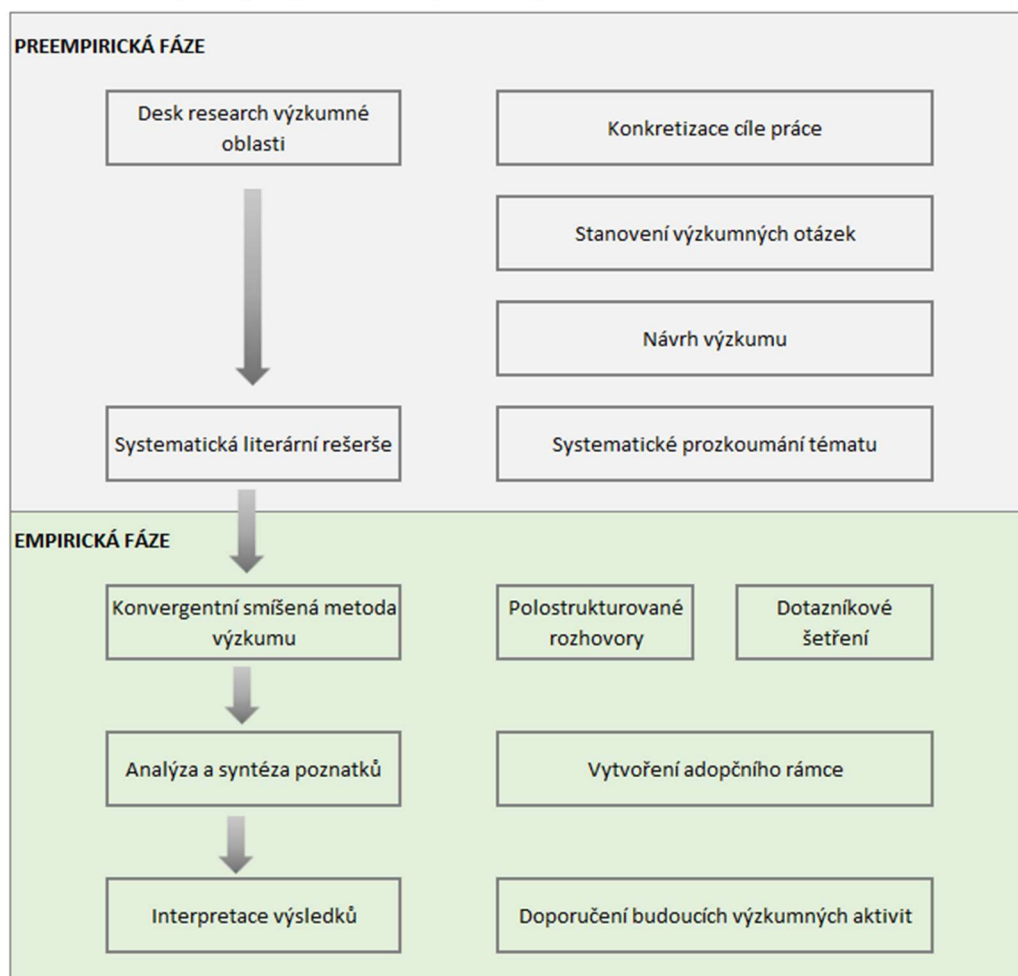 PREEMPIRICKÁ FÁZE
Desk research výzkumné
oblasti
Konkretizace cíle práce
Stanovení výzkumných otázek
Návrh výzkumu
Systematická literární rešerše
Systematické prozkoumání tématu
EMPIRICKÁ FÁZE
Konvergentní smíšená metoda
výzkumu
Polostrukturované
rozhovory
Dotazníkové
šetření
Analýza a syntéza poznatků
Vytvoření adopčního rámce
Interpretace výsledků
Doporučení budoucích výzkumných aktivit